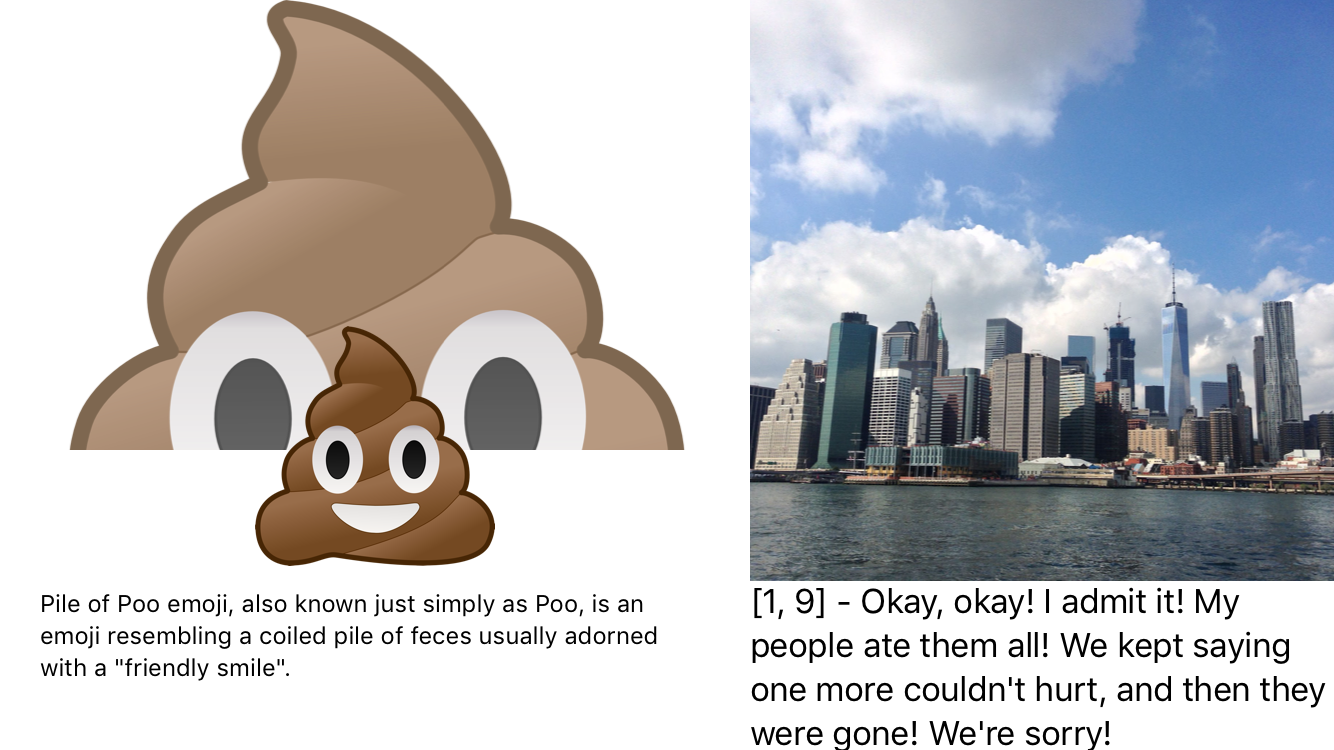 Pile of Poo emoji, also known just simply as Poo, is an
emoji resembling a coiled pile of feces usually adorned
with a "friendly smile".
[1, 9] - Okay, okay! I admit it! My
people ate them all! We kept saying
one more couldn't hurt, and then they
were gone! We're sorry!